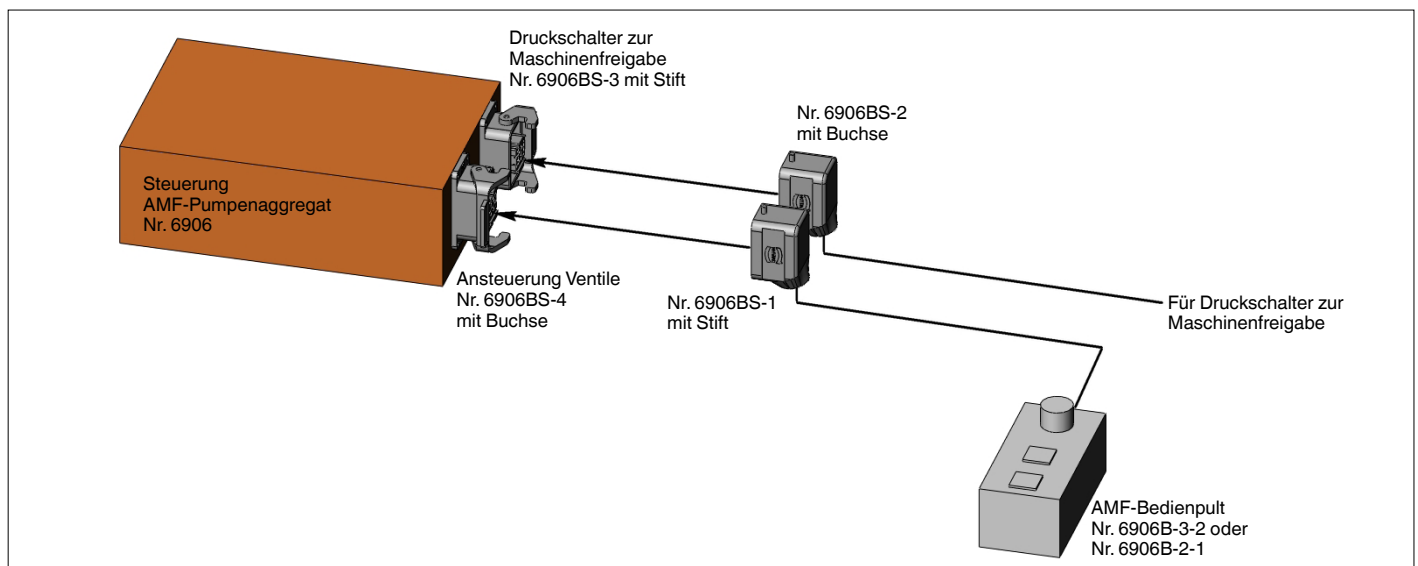 Druckschalter zur
Maschinenfreigabe
Nr. 6906BS-3 mit Stift
Nr. 6906BS-2
mit Buchse
Steuerung
AMF-Pumpenaggregat
Nr. 6906
Ansteuerung Ventile
Nr. 6906BS-4
mit Buchse
Nr. 6906BS-1
mit Stift
Für Druckschalter zur
Maschinenfreigabe
AMF-Bedienpult
Nr. 6906B-3-2 oder
Nr. 6906B-2-1